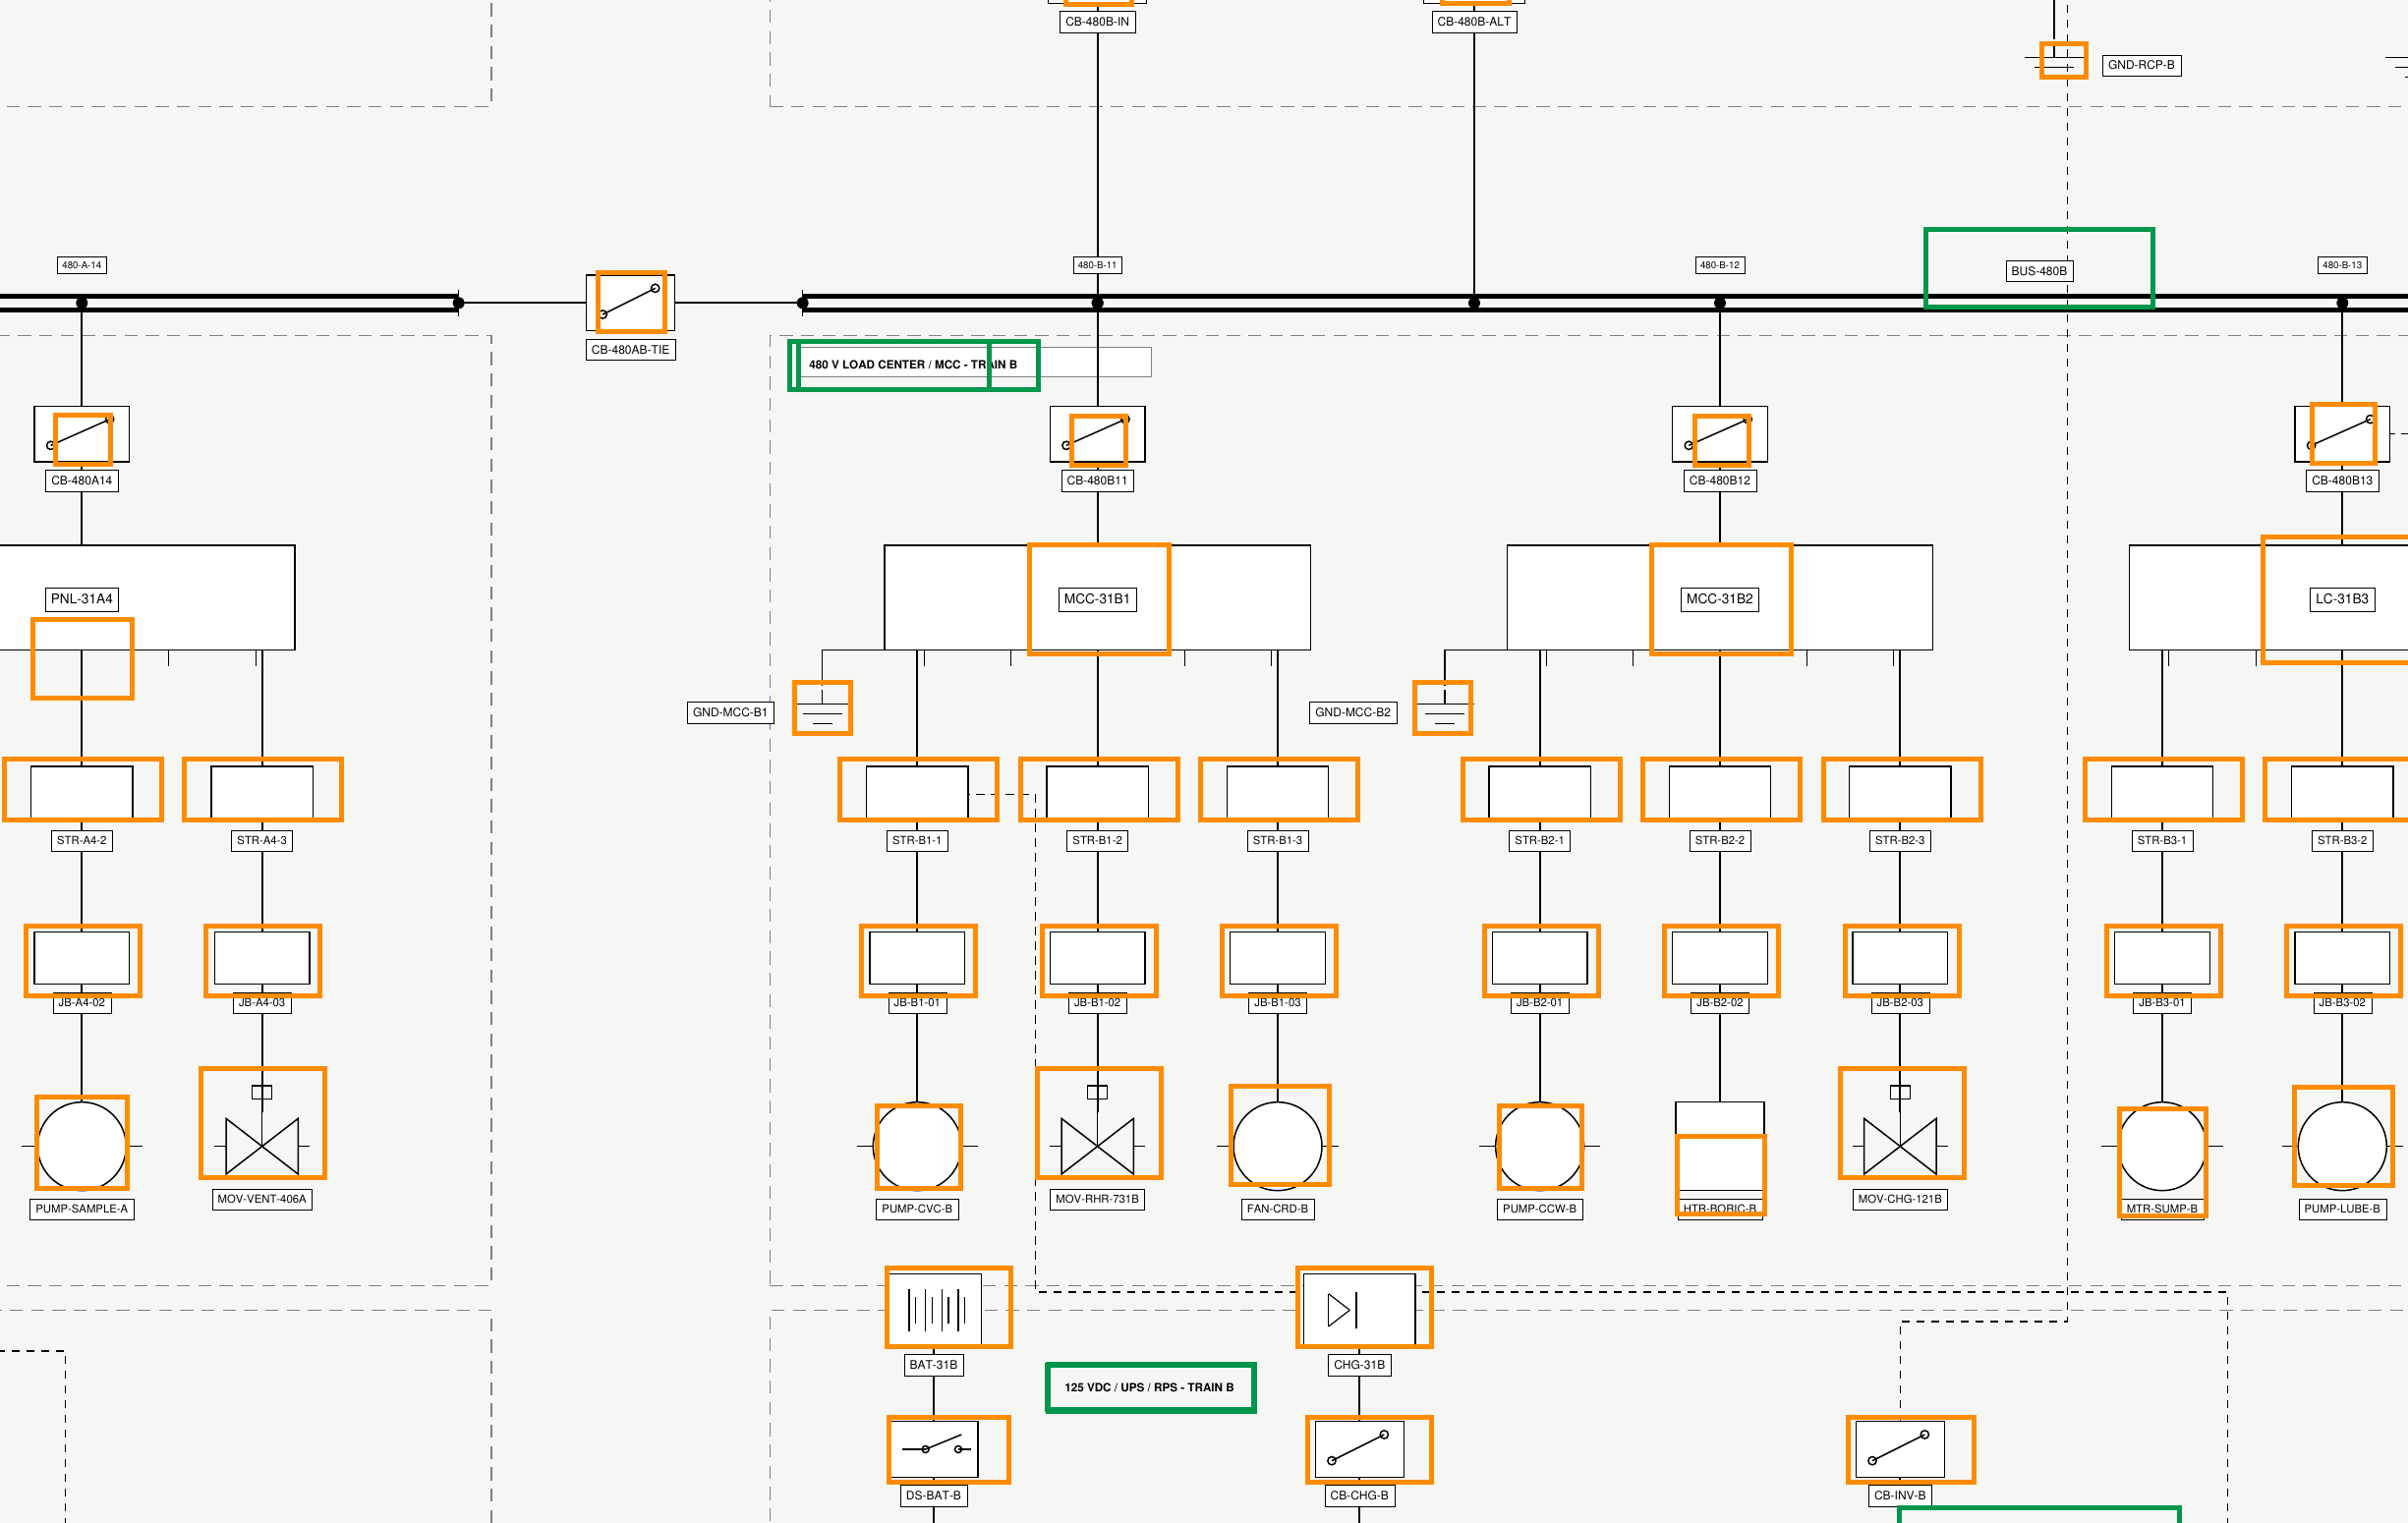 CB-480B-IN
CB-480B-ALT
GND-RCP-B
480-A-14
480-B-11
480-B-12
BUS-480B
480-B-13
CB-480AB-TIE
480 V LOAD CENTER / MCC - TRAIN B
CB-480A14
CB-480B11
CB-480B12
CB-480B13
PNL-31A4
MCC-31B1
MCC-31B2
LC-31B3
GND-MCC-B1
GND-MCC-B2
STR-A4-2
STR-A4-3
STR-B1-1
STR-B1-2
STR-B1-3
STR-B2-1
STR-B2-2
STR-B2-3
STR-B3-1
STR-B3-2
JB-A4-02
JB-A4-03
JB-B1-01
JB-B1-02
JB-B1-03
JB-B2-01
JB-B2-02
JB-B2-03
JB-B3-01
JB-B3-02
PUMP-SAMPLE-A
MOV-VENT-406A
PUMP-CVC-B
MOV-RHR-731B
FAN-CRD-B
PUMP-CCW-B
HTR-BORIC-B
MOV-CHG-121B
MTR-SUMP-B
PUMP-LUBE-B
BAT-31B
CHG-31B
125 VDC / UPS / RPS - TRAIN B
DS-BAT-B
CB-CHG-B
CB-INV-B